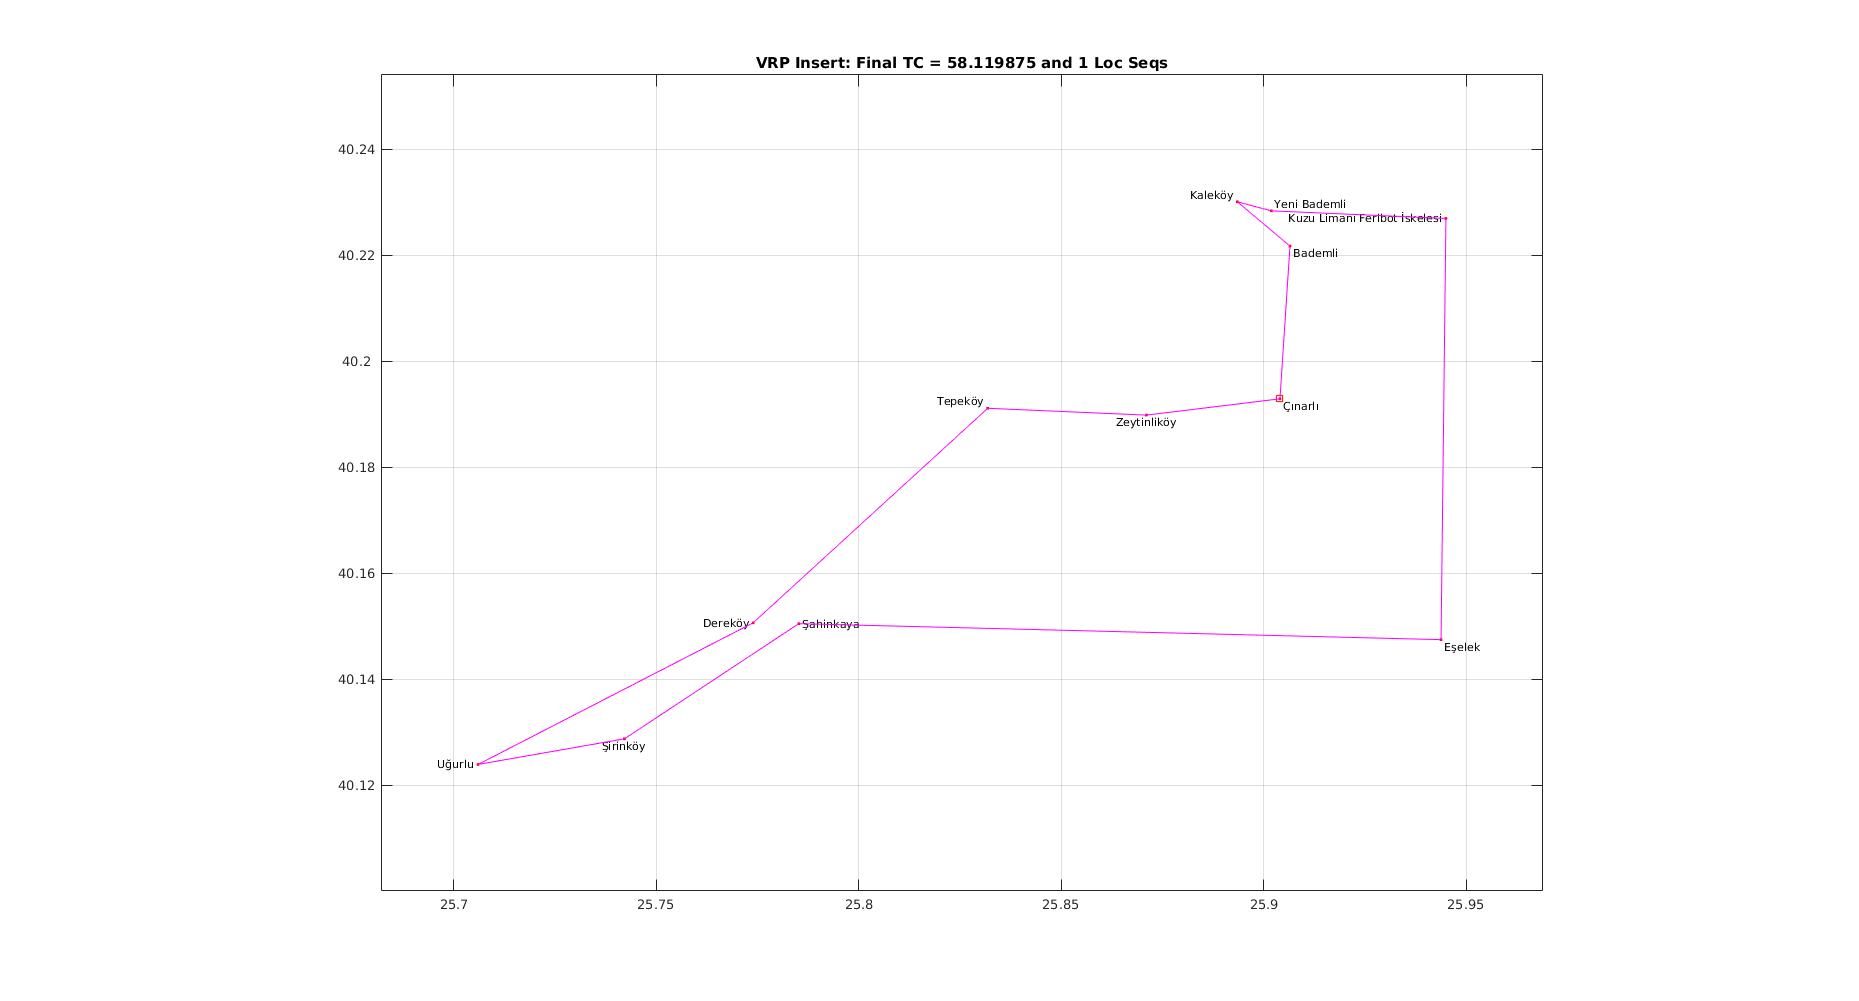 VRP Insert: Final TC = 58.119875 and 1 Loc Seqs
40.24
Kaleköy
Yeni Bademli
Kuzu Limanı Feribot İskelesi
40.22
Bademli
40.2
Tepeköy
Çınarlı
Zeytinliköy
40.18
40.16
Dereköy
Şahinkaya
Eşelek
40.14
Şirinköy
Uğurlu
40.12
25.7
25.75
25.8
25.85
25.9
25.95